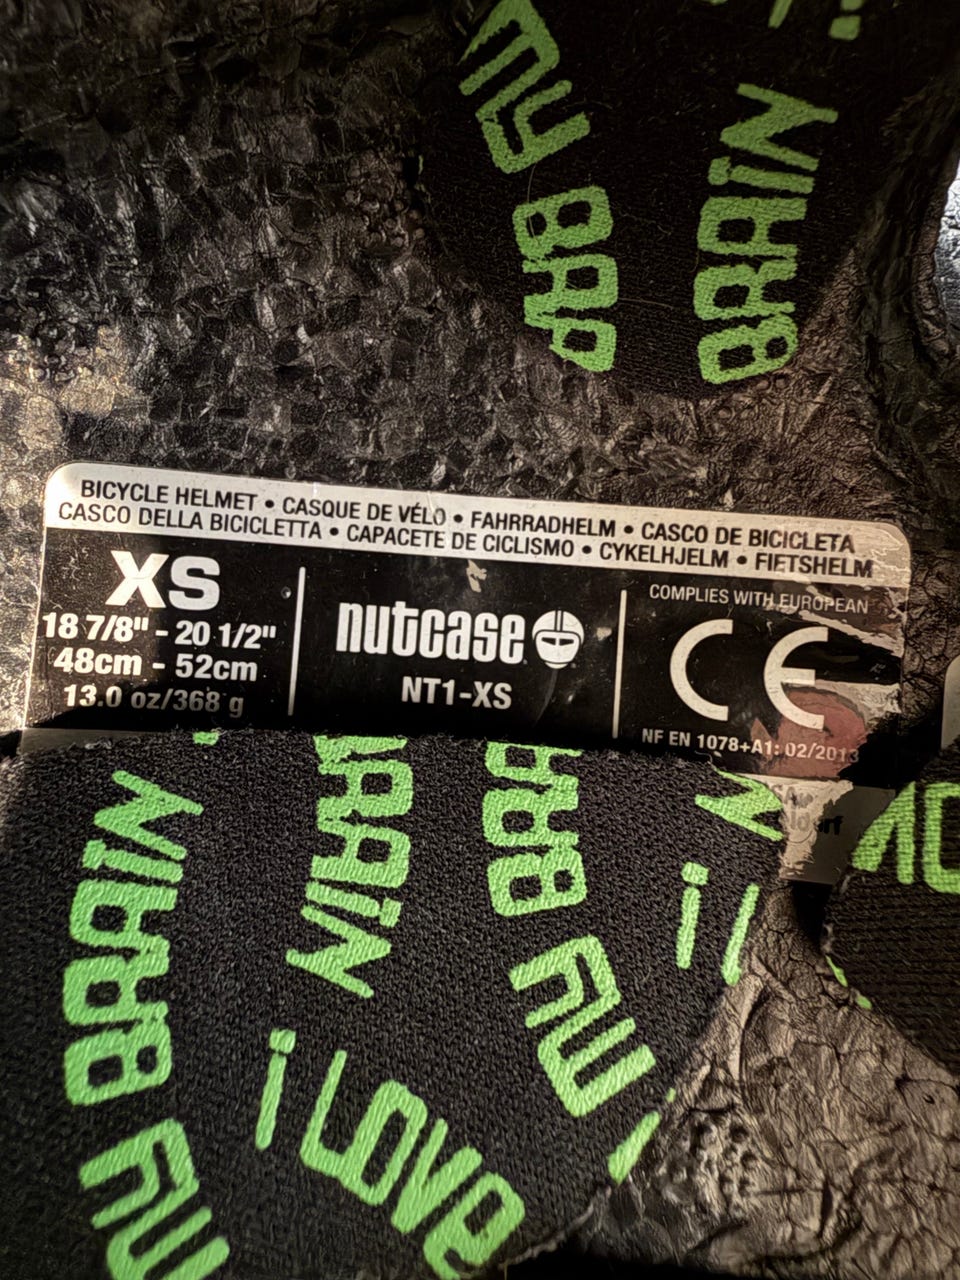 MY BRAIN
BRAIN
BICYCLE HELMET • CASQUE DE VÉLO • FAHRRADHELM • CASCO DE BICICLETA
CASCO DELLA BICICLETTA • CAPACETE DE CICLISMO • CYKELHJELM • FIETSHELM
XS
18 7/8" - 20 1/2"
48cm - 52cm
13.0 oz/368 g
nutcase
NT1-XS
COMPLIES WITH EUROPEAN
CE
NF EN 1078+A1: 02/2013
MY BRAIN
BRAIN
MY BRAIN
i love
i